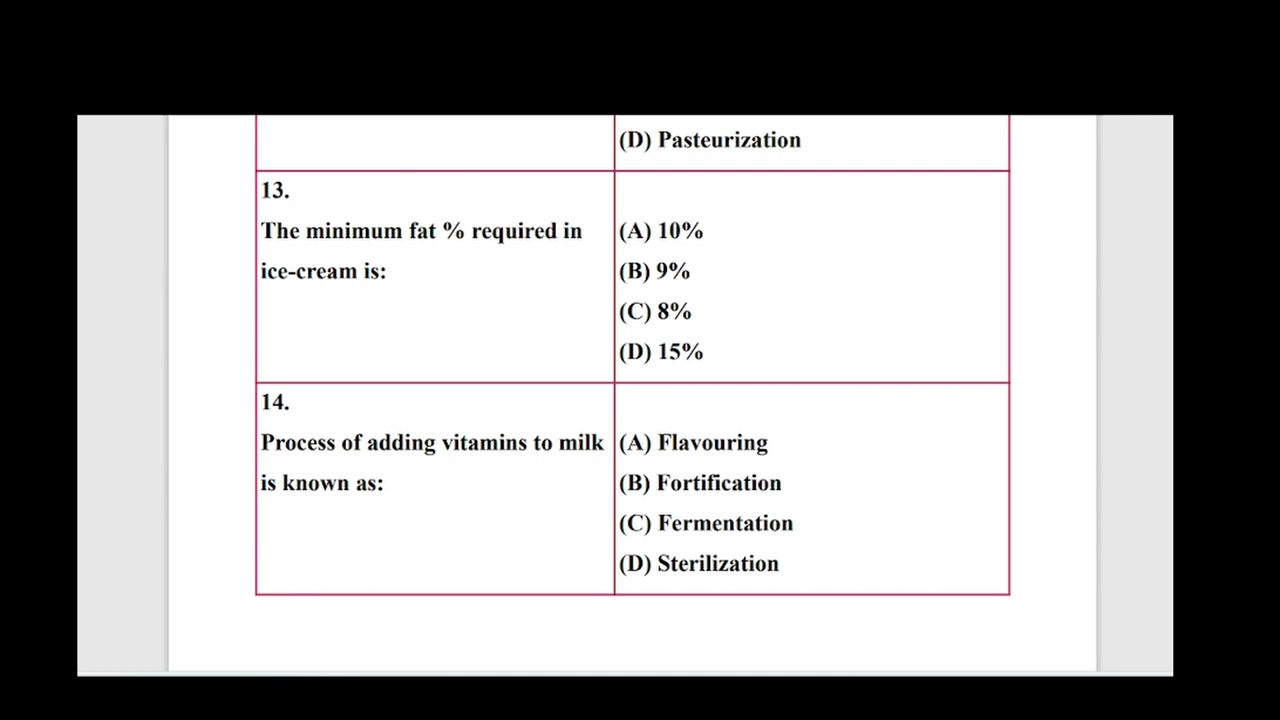 (D) Pasteurization
13.
The minimum fat % required in
ice-cream is:
(A) 10%
(B) 9%
(C) 8%
(D) 15%
14.
Process of adding vitamins to milk
is known as:
(A) Flavouring
(B) Fortification
(C) Fermentation
(D) Sterilization